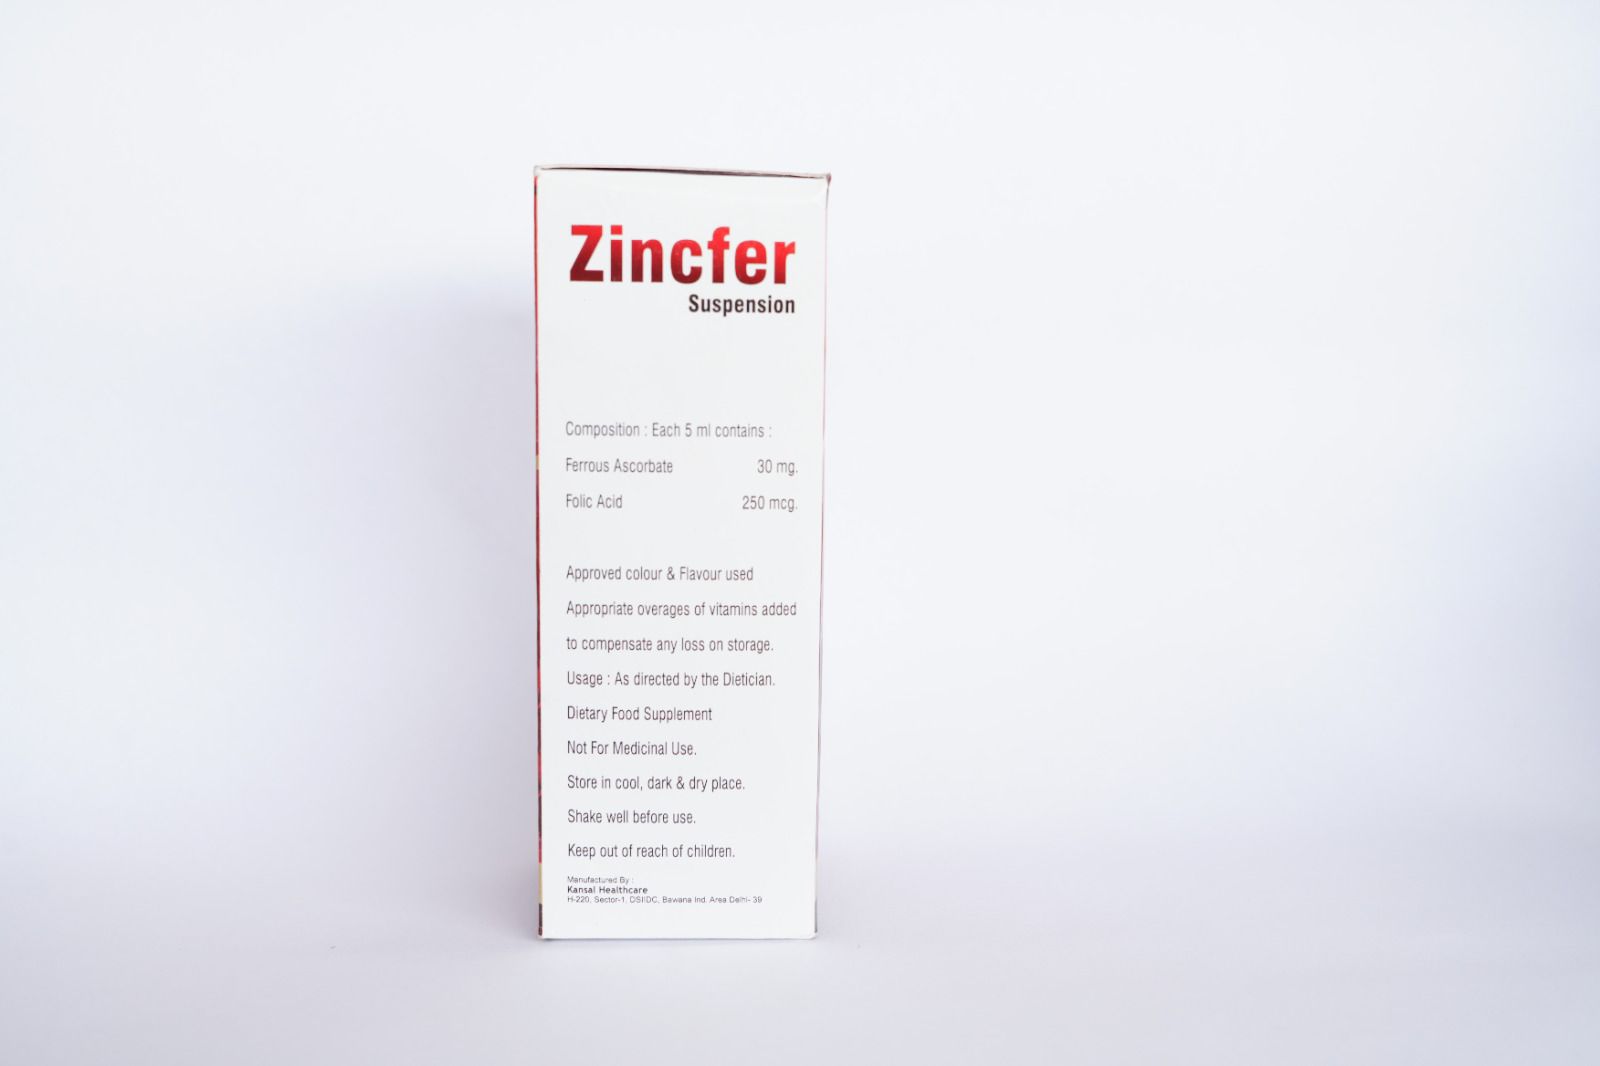 Zincfer
Suspension
Composition : Each 5 ml contains :
Ferrous Ascorbate 30 mg.
Folic Acid 250 mcg.
Approved colour & Flavour used
Appropriate overages of vitamins added
to compensate any loss on storage.
Usage : As directed by the Dietician.
Dietary Food Supplement
Not For Medicinal Use.
Store in cool, dark & dry place.
Shake well before use.
Keep out of reach of children.
Manufactured By :
Kansal Healthcare
H-220, Sector-1, DSIIDC, Bawana Ind. Area Delhi- 39